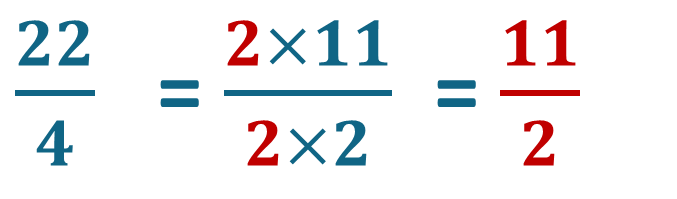 22/4 = 2×11/2×2 = 11/2